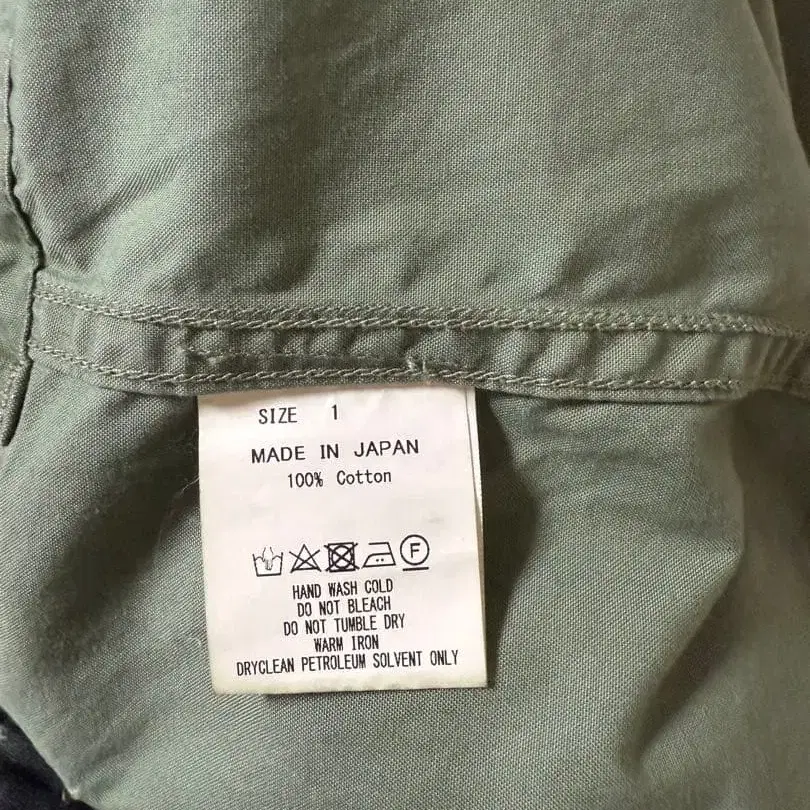 SIZE 1
MADE IN JAPAN
100% Cotton
F
HAND WASH COLD
DO NOT BLEACH
DO NOT TUMBLE DRY
WARM IRON
DRYCLEAN PETROLEUM SOLVENT ONLY